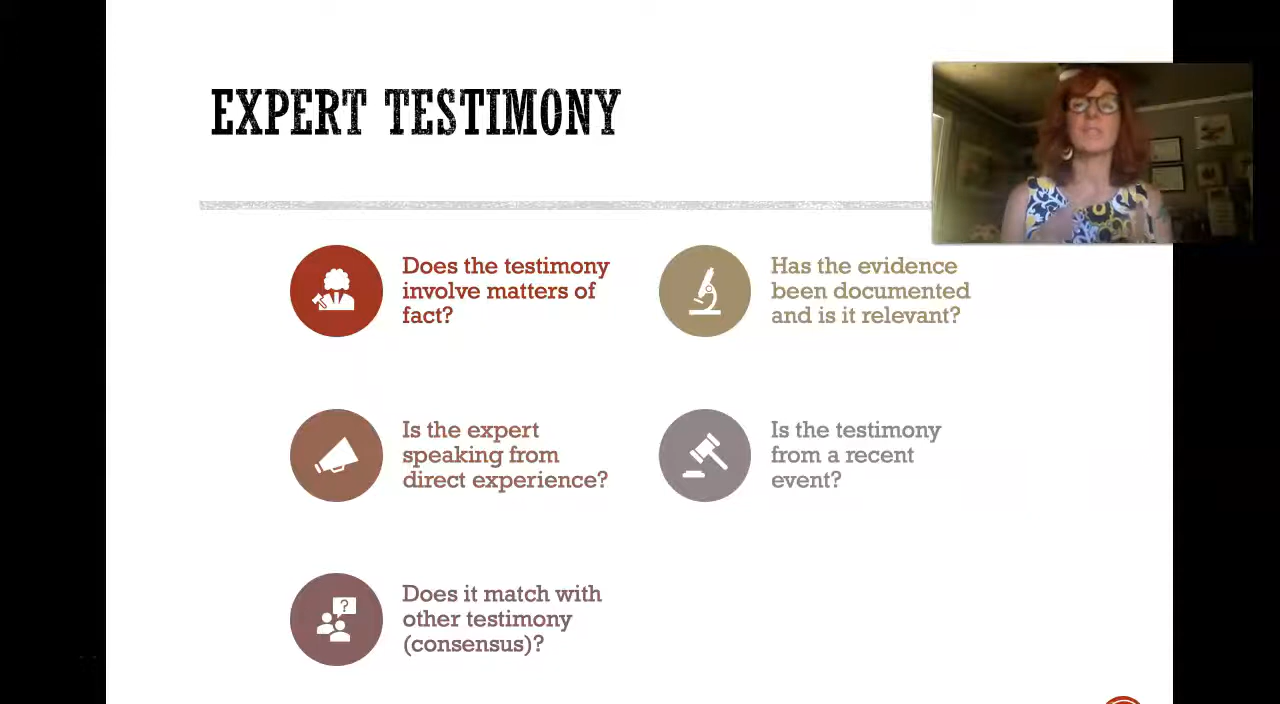 EXPERT TESTIMONY
Does the testimony
involve matters of
fact?
Has the evidence
been documented
and is it relevant?
Is the expert
speaking from
direct experience?
Is the testimony
from a recent
event?
?
Does it match with
other testimony
(consensus)?